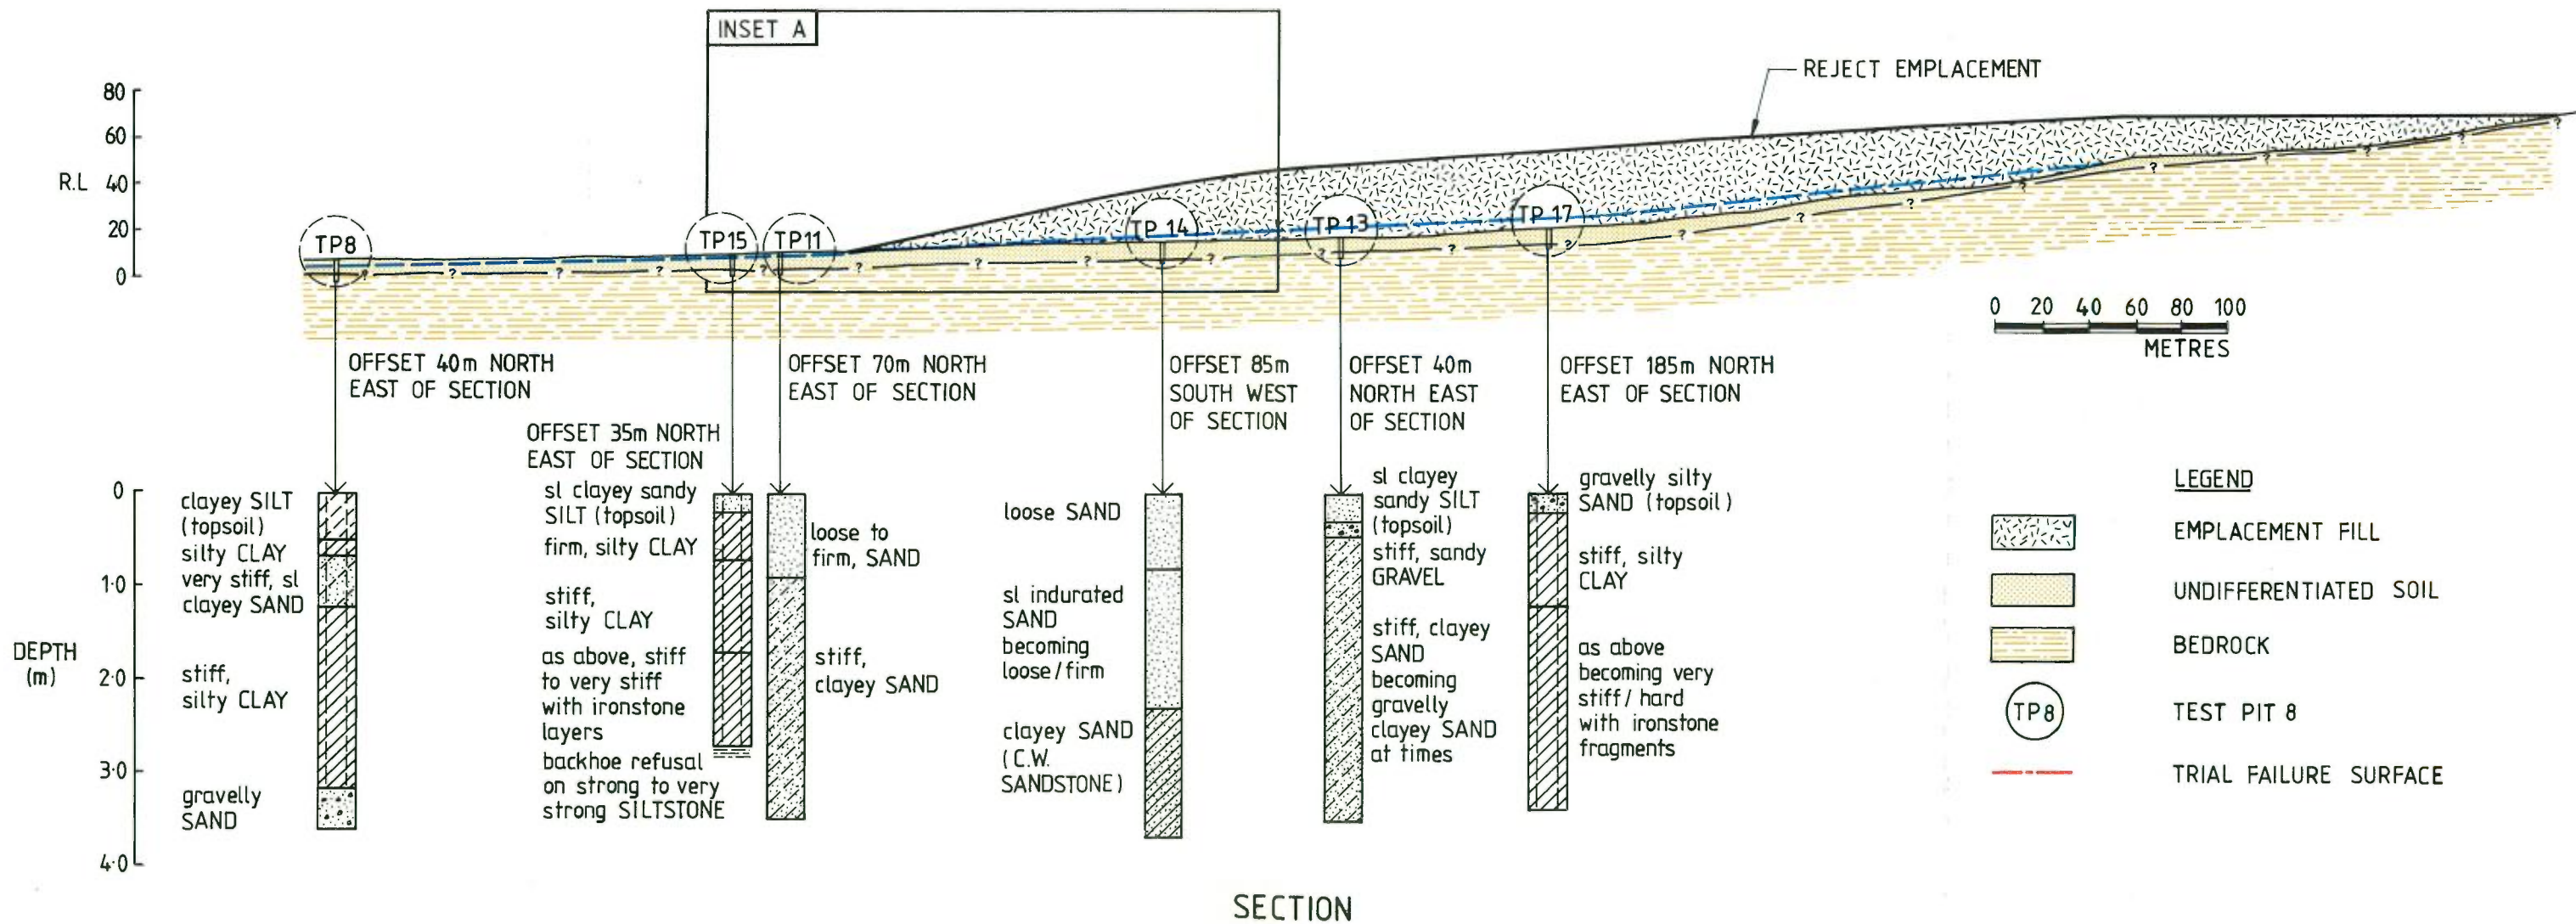 INSET A
REJECT EMPLACEMENT
80
60
R.L 40
20
0
TP8
TP15
TP11
TP 14
TP 13
TP 17
? ? ? ? ? ? ? ? ? ? ? ? ? ? ? ? ? ? ? ? ? ?
0 20 40 60 80 100
METRES
OFFSET 40m NORTH
EAST OF SECTION
OFFSET 35m NORTH
EAST OF SECTION
OFFSET 70m NORTH
EAST OF SECTION
OFFSET 85m
SOUTH WEST
OF SECTION
OFFSET 40m
NORTH EAST
OF SECTION
OFFSET 185m NORTH
EAST OF SECTION
0
1·0
DEPTH
(m)
2·0
3·0
4·0
clayey SILT
(topsoil)
silty CLAY
very stiff, sl
clayey SAND
stiff,
silty CLAY
gravelly
SAND
sl clayey sandy
SILT (topsoil)
firm, silty CLAY
stiff,
silty CLAY
as above, stiff
to very stiff
with ironstone
layers
backhoe refusal
on strong to very
strong SILTSTONE
loose to
firm, SAND
stiff,
clayey SAND
loose SAND
sl indurated
SAND
becoming
loose/firm
clayey SAND
(C.W.
SANDSTONE)
sl clayey
sandy SILT
(topsoil)
stiff, sandy
GRAVEL
stiff, clayey
SAND
becoming
gravelly
clayey SAND
at times
gravelly silty
SAND (topsoil)
stiff, silty
CLAY
as above
becoming very
stiff/ hard
with ironstone
fragments
LEGEND
EMPLACEMENT FILL
UNDIFFERENTIATED SOIL
BEDROCK
TP8 TEST PIT 8
TRIAL FAILURE SURFACE
SECTION